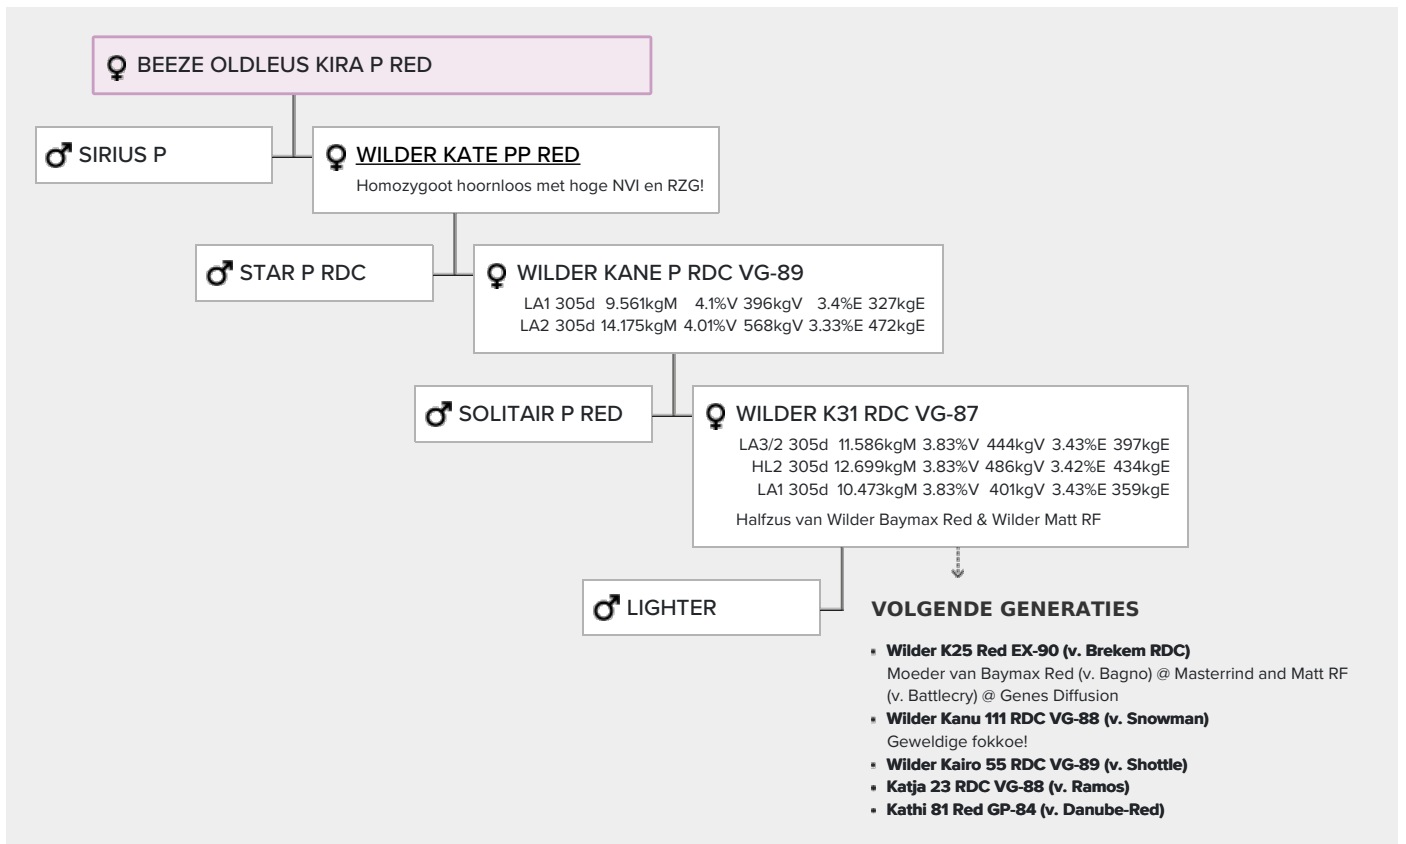 BEEZE OLDLEUS KIRA P RED
SIRIUS P
WILDER KATE PP RED
Homozygoot hoornloos met hoge NVI en RZG!
STAR P RDC
WILDER KANE P RDC VG-89
LA1 305d 9.561kgM 4.1%V 396kgV 3.4%E 327kgE
LA2 305d 14.175kgM 4.01%V 568kgV 3.33%E 472kgE
SOLITAIR P RED
WILDER K31 RDC VG-87
LA3/2 305d 11.586kgM 3.83%V 444kgV 3.43%E 397kgE
HL2 305d 12.699kgM 3.83%V 486kgV 3.42%E 434kgE
LA1 305d 10.473kgM 3.83%V 401kgV 3.43%E 359kgE
Halfzus van Wilder Baymax Red & Wilder Matt RF
LIGHTER
VOLGENDE GENERATIES
Wilder K25 Red EX-90 (v. Brekem RDC)
Moeder van Baymax Red (v. Bagno) @ Masterrind and Matt RF
(v. Battlecry) @ Genes Diffusion
Wilder Kanu 111 RDC VG-88 (v. Snowman)
Geweldige fokkoe!
Wilder Kairo 55 RDC VG-89 (v. Shottle)
Katja 23 RDC VG-88 (v. Ramos)
Kathi 81 Red GP-84 (v. Danube-Red)